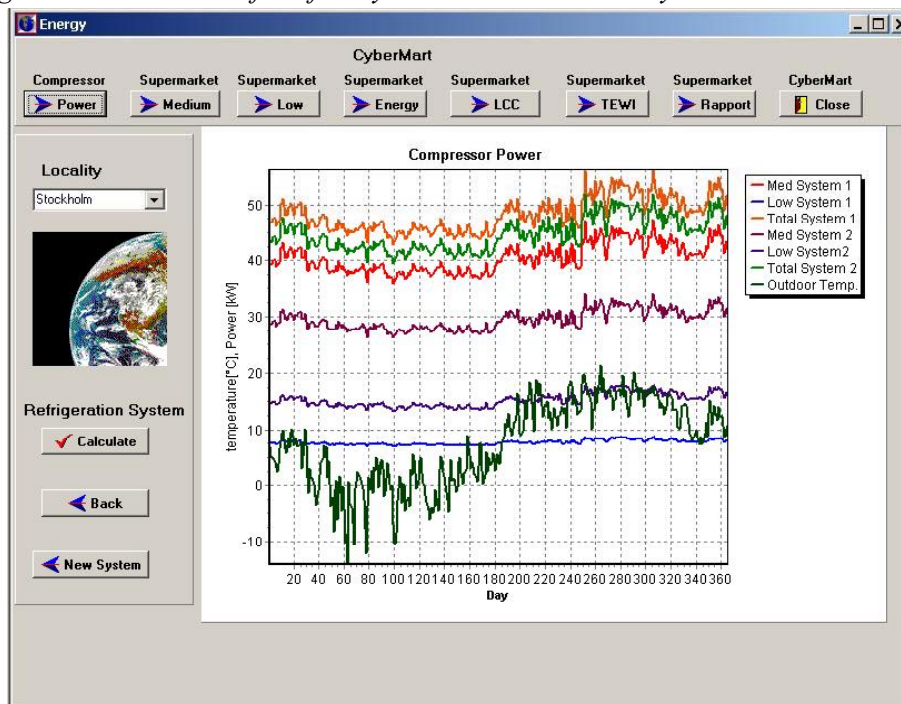 Energy
CyberMart
Compressor Supermarket Supermarket Supermarket Supermarket Supermarket Supermarket CyberMart
Power Medium Low Energy LCC TEWI Rapport Close
Locality
Stockholm
Refrigeration System
Calculate
Back
New System
Compressor Power
temperature[°C], Power [kW]
50
40
30
20
10
0
-10
20 40 60 80 100 120 140 160 180 200 220 240 260 280 300 320 340 360
Day
Med System 1
Low System 1
Total System 1
Med System 2
Low System2
Total System 2
Outdoor Temp.